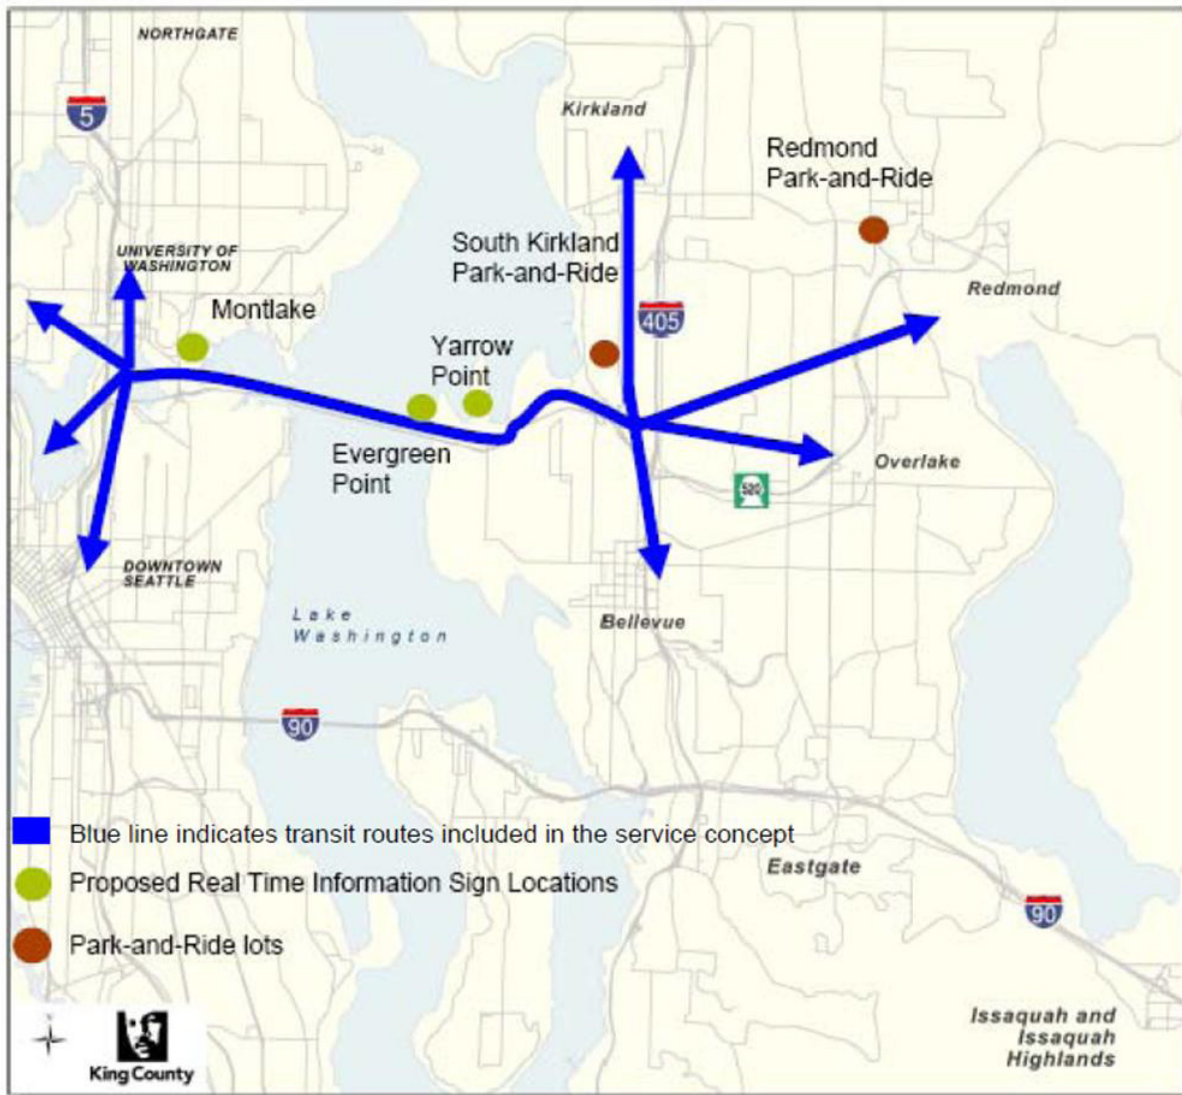 NORTHGATE
5
Kirkland
Redmond
Park-and-Ride
UNIVERSITY OF
WASHINGTON
South Kirkland
Park-and-Ride
Redmond
Montlake
405
Yarrow
Point
Evergreen
Point
Overlake
520
DOWNTOWN
SEATTLE
Lake
Washington
Bellevue
90
Blue line indicates transit routes included in the service concept
Eastgate
Proposed Real Time Information Sign Locations
90
Park-and-Ride lots
Issaquah and
Issaquah
Highlands
King County